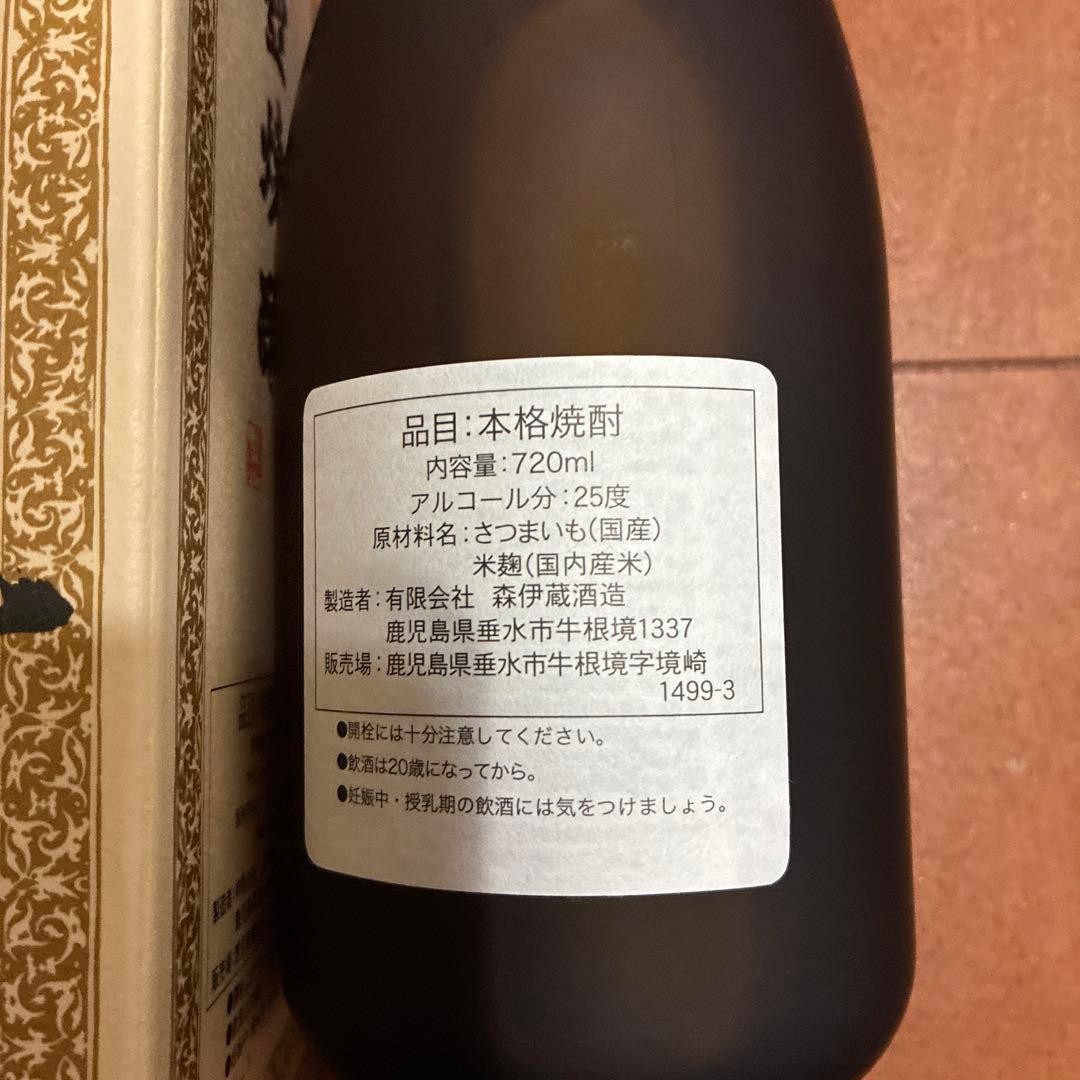 品目:本格焼酎
内容量:720ml
アルコール分:25度
原材料名:さつまいも(国産)
米麹(国内産米)
製造者:有限会社 森伊蔵酒造
鹿児島県垂水市牛根境1337
販売場:鹿児島県垂水市牛根境字境崎
1499-3
●開栓には十分注意してください。
●飲酒は20歳になってから。
●妊娠中・授乳期の飲酒には気をつけましょう。
製造者
販売場